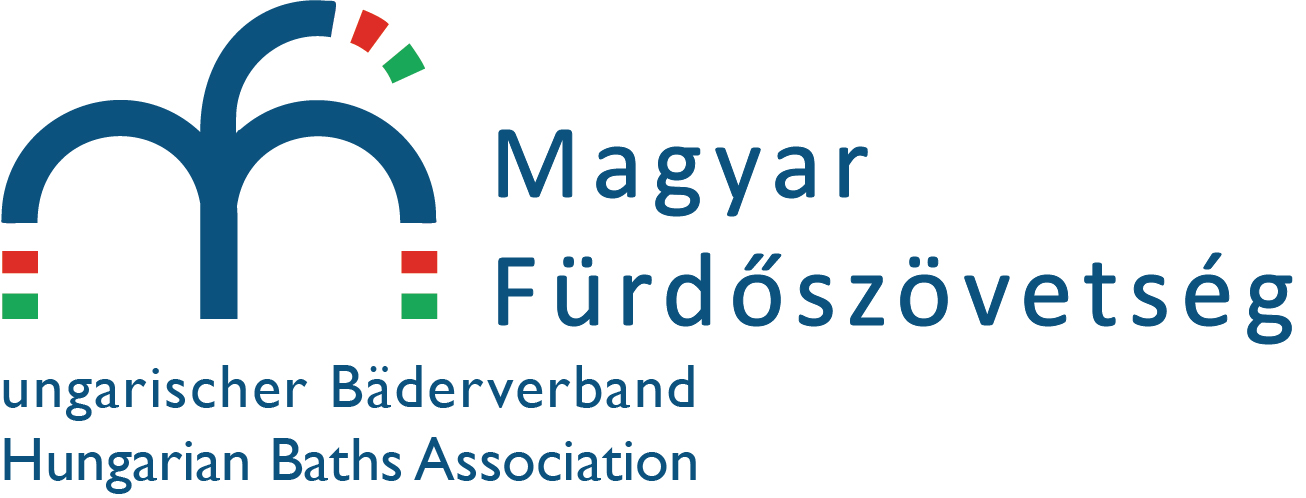 Magyar
Fürdőszövetség
ungarischer Bäderverband
Hungarian Baths Association